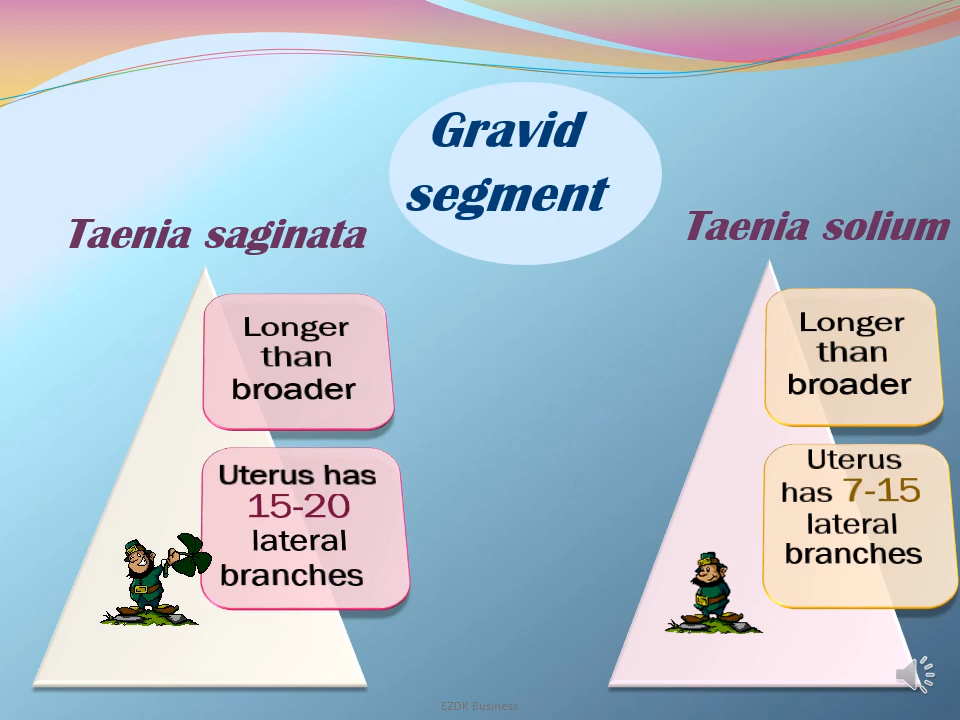 Gravid
segment
Taenia saginata
Longer
than
broader
Uterus has
15-20
lateral
branches
Taenia solium
Longer
than
broader
Uterus
has 7-15
lateral
branches
EZDK Business